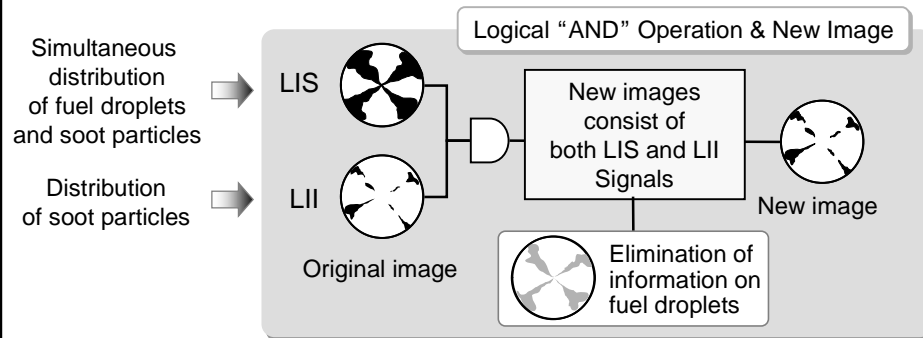 Logical “AND” Operation & New Image
Simultaneous
distribution
of fuel droplets
and soot particles
LIS
Distribution
of soot particles
LII
Original image
New images
consist of
both LIS and LII
Signals
New image
Elimination of
information on
fuel droplets